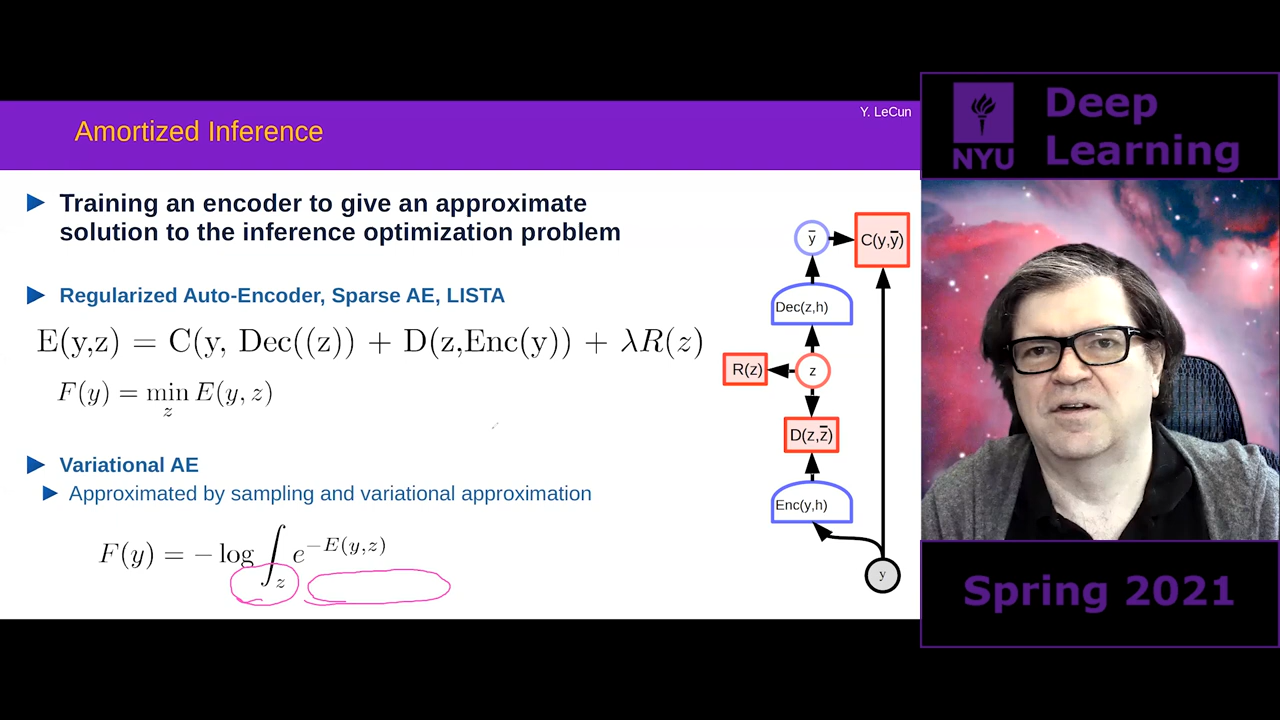 Y. LeCun
Amortized Inference
Training an encoder to give an approximate
solution to the inference optimization problem
Regularized Auto-Encoder, Sparse AE, LISTA
E(y,z) = C(y, Dec((z)) + D(z,Enc(y)) + λR(z)
F(y) = min_z E(y, z)
Variational AE
Approximated by sampling and variational approximation
F(y) = − log ∫_z e^{−E(y,z)}
ȳ
C(y,ȳ)
Dec(z,h)
R(z)
z
D(z,z̄)
Enc(y,h)
y
NYU
Deep
Learning
Spring 2021